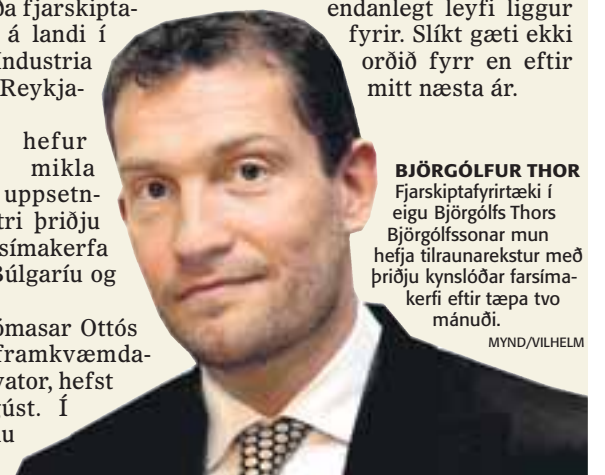 ða fjarskipta-
á landi í
Industria
Reykja-
hefur
mikla
uppsetn-
tri þriðju
símakerfa
Búlgaríu og
ómasar Ottós
framkvæmda-
vator, hefst
úst. Í
u
endanlegt leyfi liggur
fyrir. Slíkt gæti ekki
orðið fyrr en eftir
mitt næsta ár.
BJÖRGÓLFUR THOR
Fjarskiptafyrirtæki í
eigu Björgólfs Thors
Björgólfssonar mun
hefja tilraunarekstur með
þriðju kynslóðar farsíma-
kerfi eftir tæpa tvo
mánuði.
MYND/VILHELM